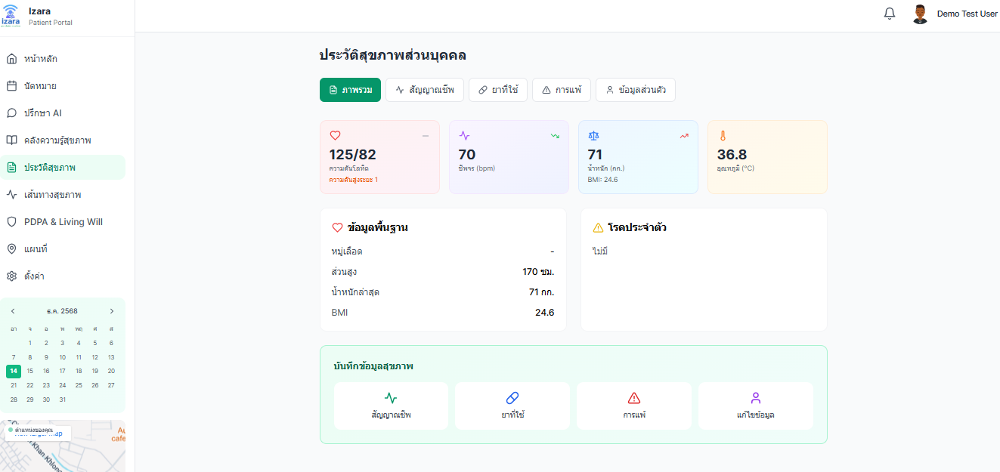 izara
Izara
Patient Portal
Demo Test User
หน้าหลัก
นัดหมาย
ปรึกษา AI
คลังความรู้สุขภาพ
ประวัติสุขภาพ
เส้นทางสุขภาพ
PDPA & Living Will
แผนที่
ตั้งค่า
ธ.ค. 2568
อา จ อ พ พฤ ศ ส
1 2 3 4 5 6
7 8 9 10 11 12 13
14 15 16 17 18 19 20
21 22 23 24 25 26 27
28 29 30 31
ตำแหน่งของคุณ
Khan Khlong
Au
cafe
ประวัติสุขภาพส่วนบุคคล
ภาพรวม สัญญาณชีพ ยาที่ใช้ การแพ้ ข้อมูลส่วนตัว
125/82
ความดันโลหิต
ความดันสูงระยะ 1
70
ชีพจร (bpm)
71
น้ำหนัก (กก.)
BMI: 24.6
36.8
อุณหภูมิ (°C)
ข้อมูลพื้นฐาน
หมู่เลือด -
ส่วนสูง 170 ซม.
น้ำหนักล่าสุด 71 กก.
BMI 24.6
โรคประจำตัว
ไม่มี
บันทึกข้อมูลสุขภาพ
สัญญาณชีพ
ยาที่ใช้
การแพ้
แก้ไขข้อมูล